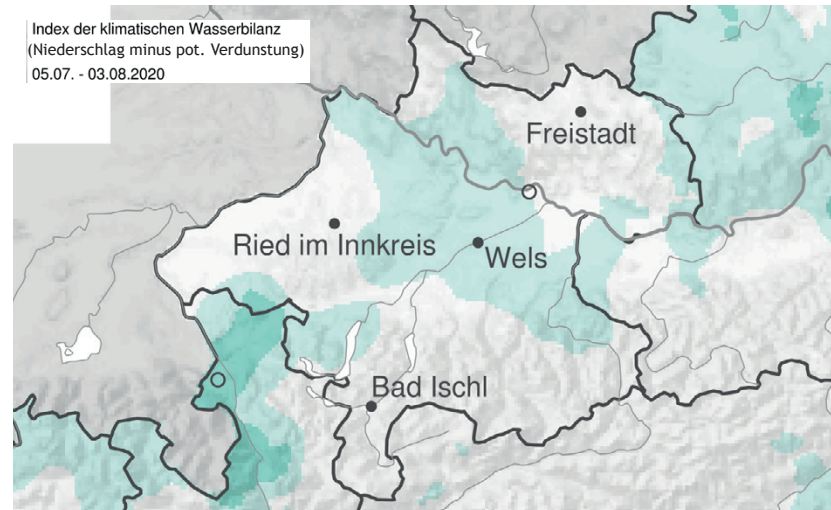 Index der klimatischen Wasserbilanz
(Niederschlag minus pot. Verdunstung)
05.07. - 03.08.2020
Freistadt
Ried im Innkreis
Wels
Bad Ischl